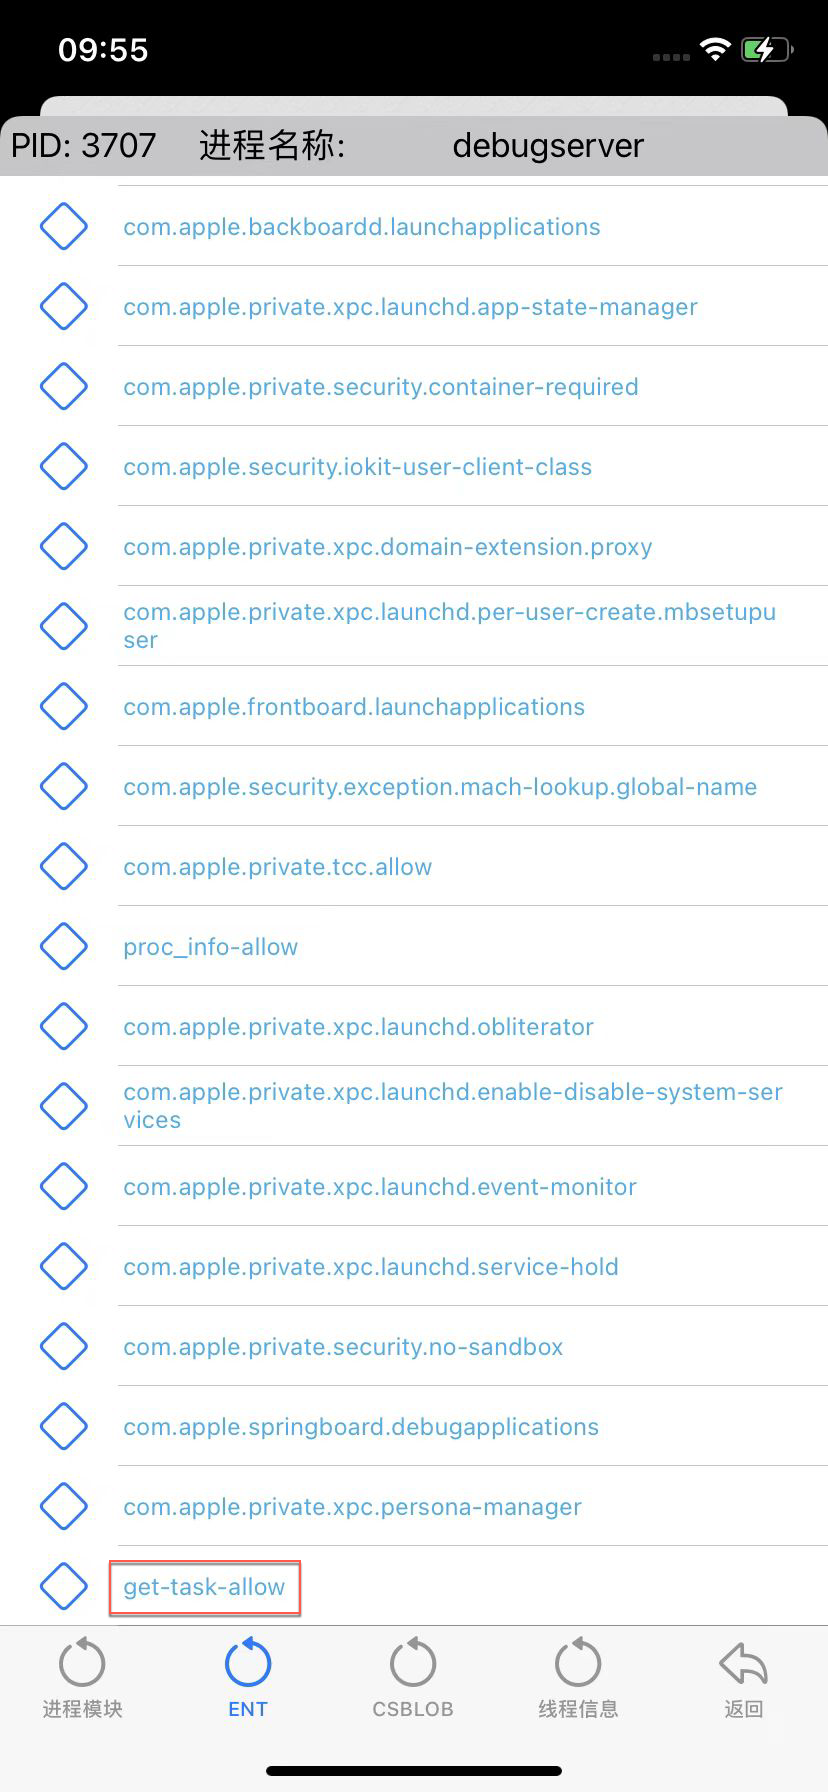 09:55
PID: 3707 进程名称: debugserver
com.apple.backboardd.launchapplications
com.apple.private.xpc.launchd.app-state-manager
com.apple.private.security.container-required
com.apple.security.iokit-user-client-class
com.apple.private.xpc.domain-extension.proxy
com.apple.private.xpc.launchd.per-user-create.mbsetupu
ser
com.apple.frontboard.launchapplications
com.apple.security.exception.mach-lookup.global-name
com.apple.private.tcc.allow
proc_info-allow
com.apple.private.xpc.launchd.obliterator
com.apple.private.xpc.launchd.enable-disable-system-ser
vices
com.apple.private.xpc.launchd.event-monitor
com.apple.private.xpc.launchd.service-hold
com.apple.private.security.no-sandbox
com.apple.springboard.debugapplications
com.apple.private.xpc.persona-manager
get-task-allow
进程模块 ENT CSBLOB 线程信息 返回